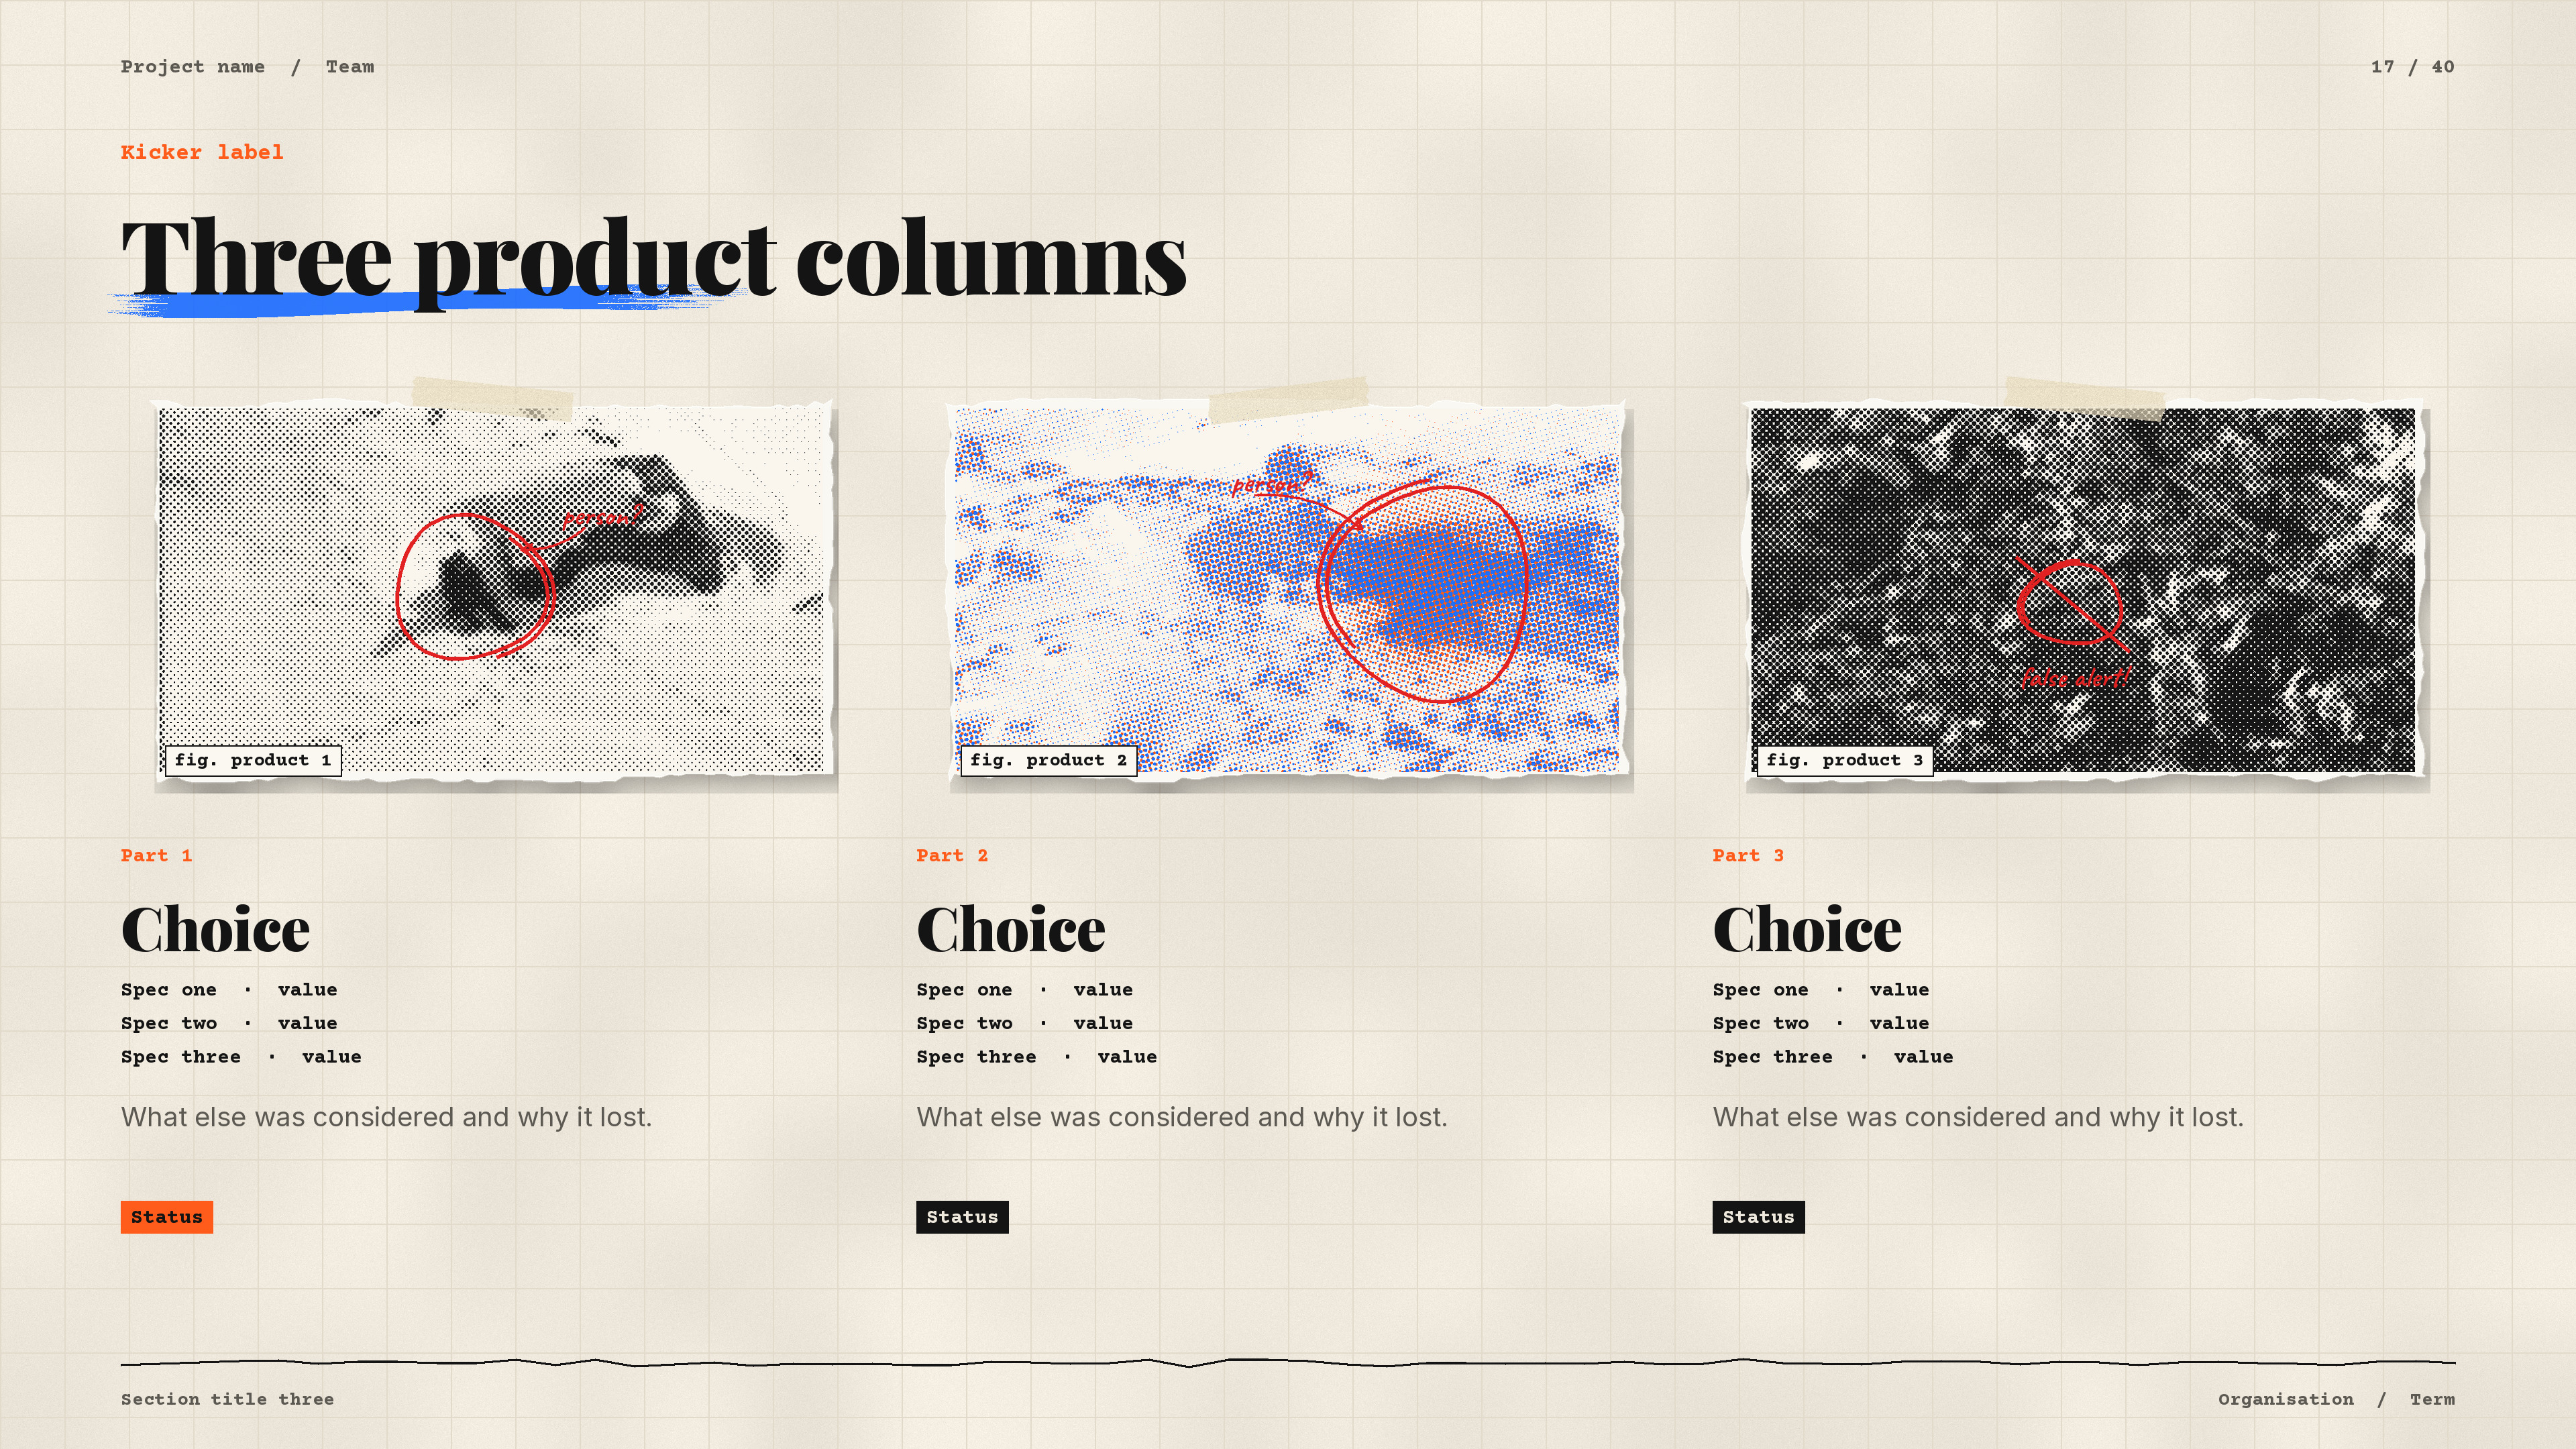 Project name / Team
17 / 40
Kicker label
Three product columns
person?
fig. product 1
person?
fig. product 2
false alert!
fig. product 3
Part 1
Choice
Spec one · value
Spec two · value
Spec three · value
What else was considered and why it lost.
Status
Part 2
Choice
Spec one · value
Spec two · value
Spec three · value
What else was considered and why it lost.
Status
Part 3
Choice
Spec one · value
Spec two · value
Spec three · value
What else was considered and why it lost.
Status
Section title three
Organisation / Term